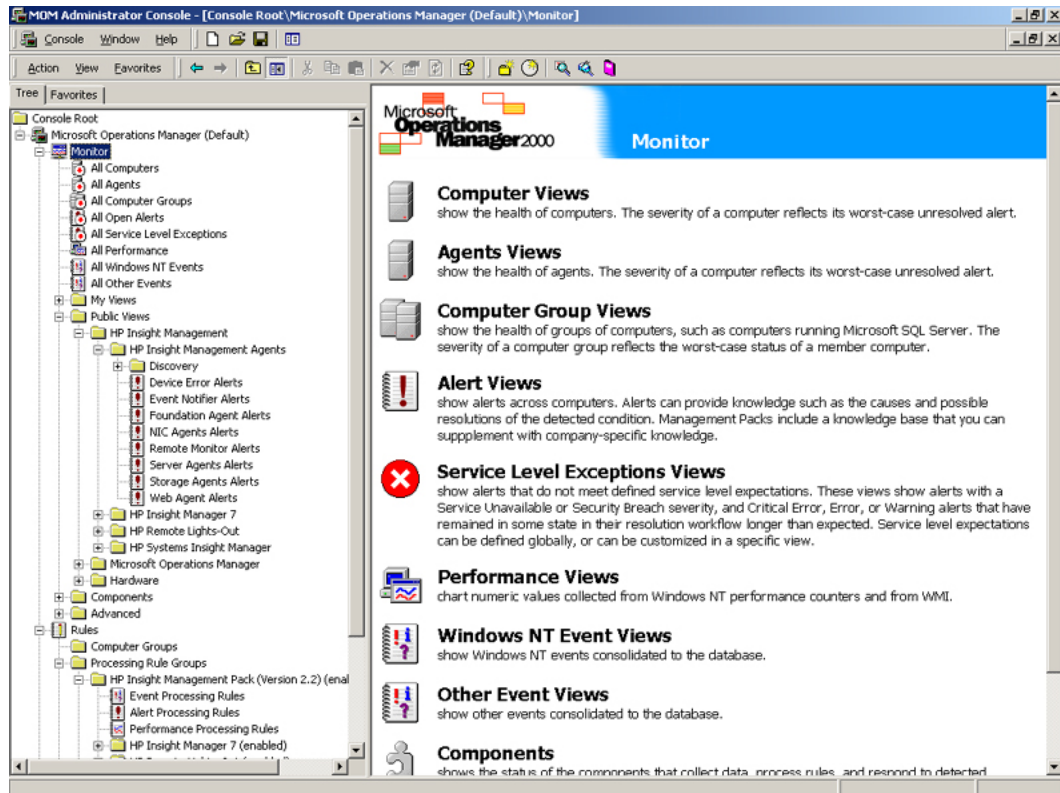 MOM Administrator Console - [Console Root\Microsoft Operations Manager (Default)\Monitor]
Console Window Help
Action View Favorites
Tree Favorites
Console Root
Microsoft Operations Manager (Default)
Monitor
All Computers
All Agents
All Computer Groups
All Open Alerts
All Service Level Exceptions
All Performance
All Windows NT Events
All Other Events
My Views
Public Views
HP Insight Management
HP Insight Management Agents
Discovery
Device Error Alerts
Event Notifier Alerts
Foundation Agent Alerts
NIC Agents Alerts
Remote Monitor Alerts
Server Agents Alerts
Storage Agents Alerts
Web Agent Alerts
HP Insight Manager 7
HP Remote Lights-Out
HP Systems Insight Manager
Microsoft Operations Manager
Hardware
Components
Advanced
Rules
Computer Groups
Processing Rule Groups
HP Insight Management Pack (Version 2.2) (enal
Event Processing Rules
Alert Processing Rules
Performance Processing Rules
HP Insight Manager 7 (enabled)
Microsoft
Operations
Manager2000
Monitor
Computer Views
show the health of computers. The severity of a computer reflects its worst-case unresolved alert.
Agents Views
show the health of agents. The severity of a computer reflects its worst-case unresolved alert.
Computer Group Views
show the health of groups of computers, such as computers running Microsoft SQL Server. The
severity of a computer group reflects the worst-case status of a member computer.
Alert Views
show alerts across computers. Alerts can provide knowledge such as the causes and possible
resolutions of the detected condition. Management Packs include a knowledge base that you can
suppplement with company-specific knowledge.
Service Level Exceptions Views
show alerts that do not meet defined service level expectations. These views show alerts with a
Service Unavailable or Security Breach severity, and Critical Error, Error, or Warning alerts that have
remained in some state in their resolution workflow longer than expected. Service level expectations
can be defined globally, or can be customized in a specific view.
Performance Views
chart numeric values collected from Windows NT performance counters and from WMI.
Windows NT Event Views
show Windows NT events consolidated to the database.
Other Event Views
show other events consolidated to the database.
Components
shows the status of the components that collect data, process rules, and respond to detected